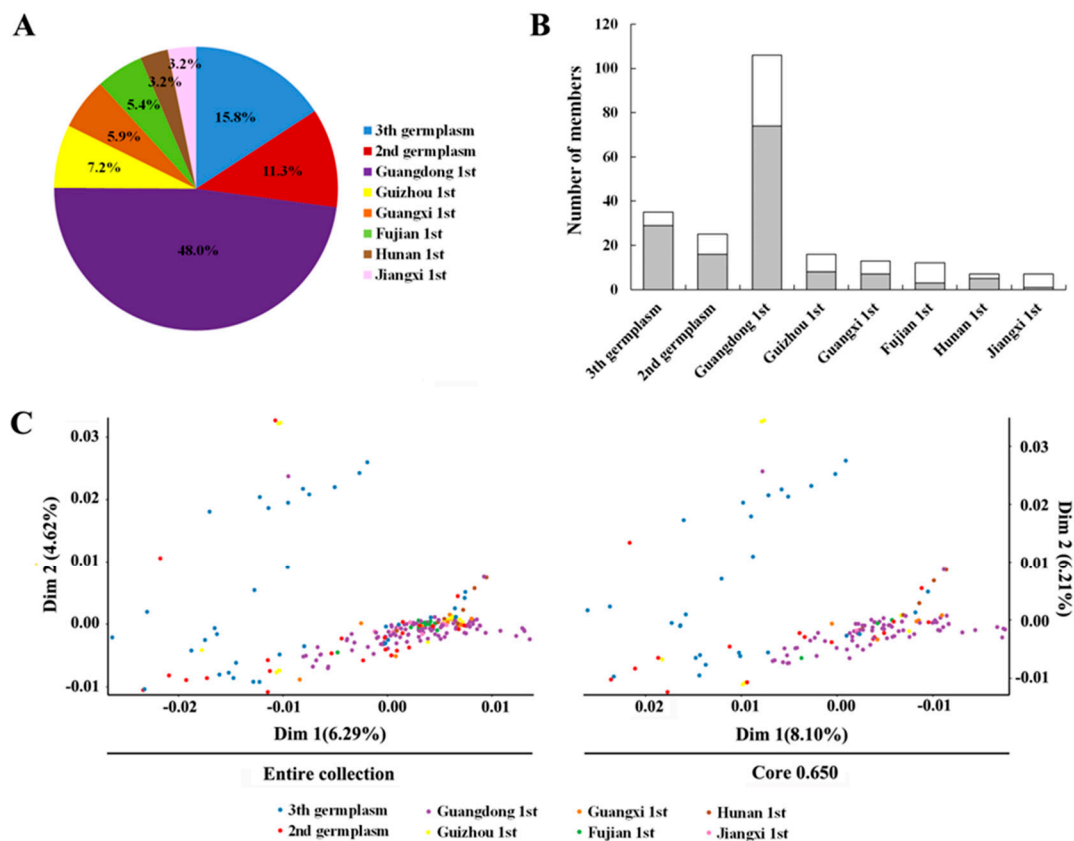 A
3.2%
3.2%
5.4%
5.9%
7.2%
15.8%
11.3%
48.0%
3th germplasm
2nd germplasm
Guangdong 1st
Guizhou 1st
Guangxi 1st
Fujian 1st
Hunan 1st
Jiangxi 1st
B
Number of members
120
100
80
60
40
20
0
3th germplasm
2nd germplasm
Guangdong 1st
Guizhou 1st
Guangxi 1st
Fujian 1st
Hunan 1st
Jiangxi 1st
C
Dim 2 (4.62%)
0.03
0.02
0.01
0.00
-0.01
-0.02
-0.01
0.00
0.01
Dim 1(6.29%)
Entire collection
Dim 2 (6.21%)
0.03
0.02
0.01
0.00
-0.01
0.02
0.01
0.00
-0.01
Dim 1(8.10%)
Core 0.650
3th germplasm
Guangdong 1st
Guangxi 1st
Hunan 1st
2nd germplasm
Guizhou 1st
Fujian 1st
Jiangxi 1st